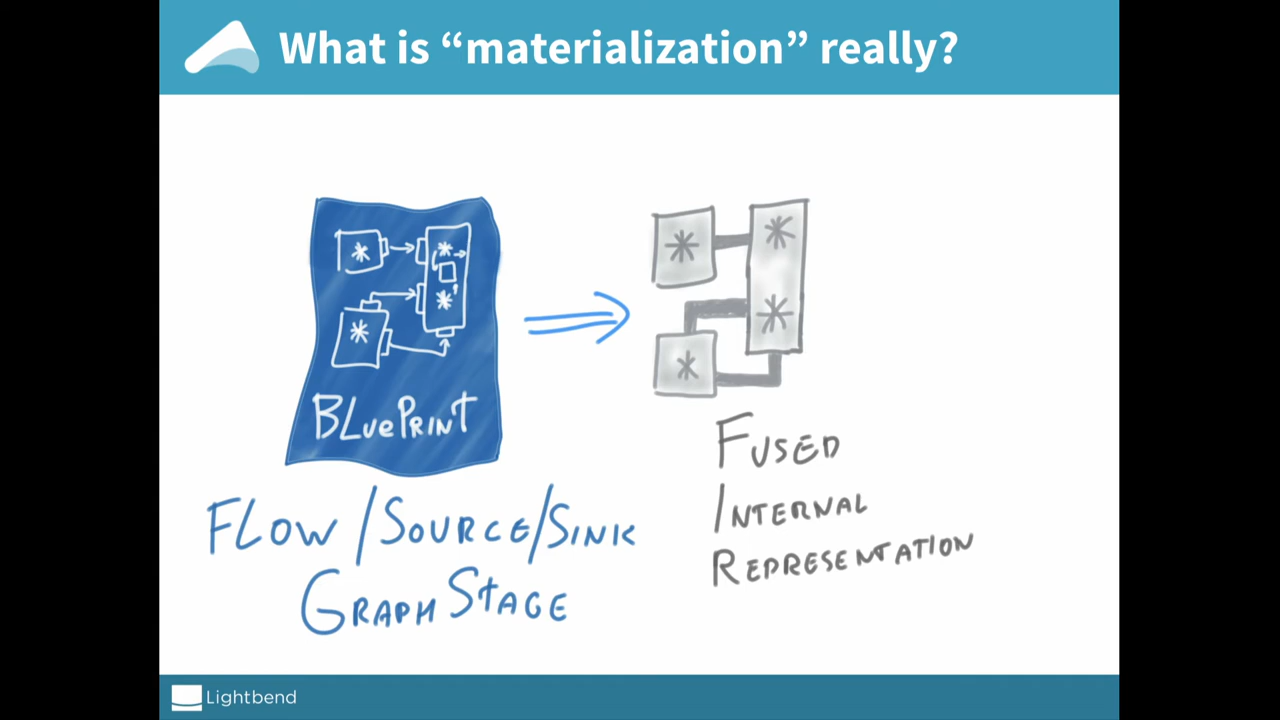 What is “materialization” really?
BLuePRINT
FLOW/SOURCE/SINK
GRAPH STAGE
FUSED
INTERNAL
REPRESENTATION
Lightbend